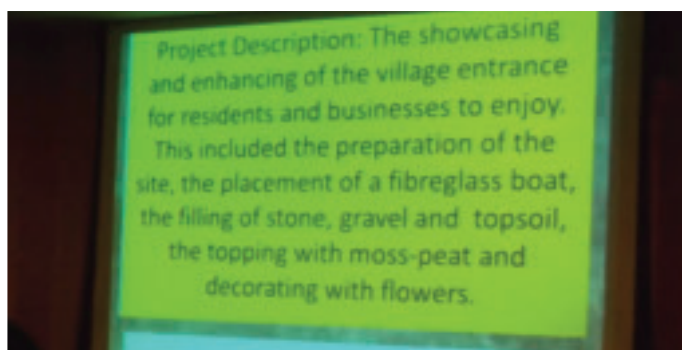 Project Description: The showcasing
and enhancing of the village entrance
for residents and businesses to enjoy.
This included the preparation of the
site, the placement of a fibreglass boat,
the filling of stone, gravel and topsoil,
the topping with moss-peat and
decorating with flowers.